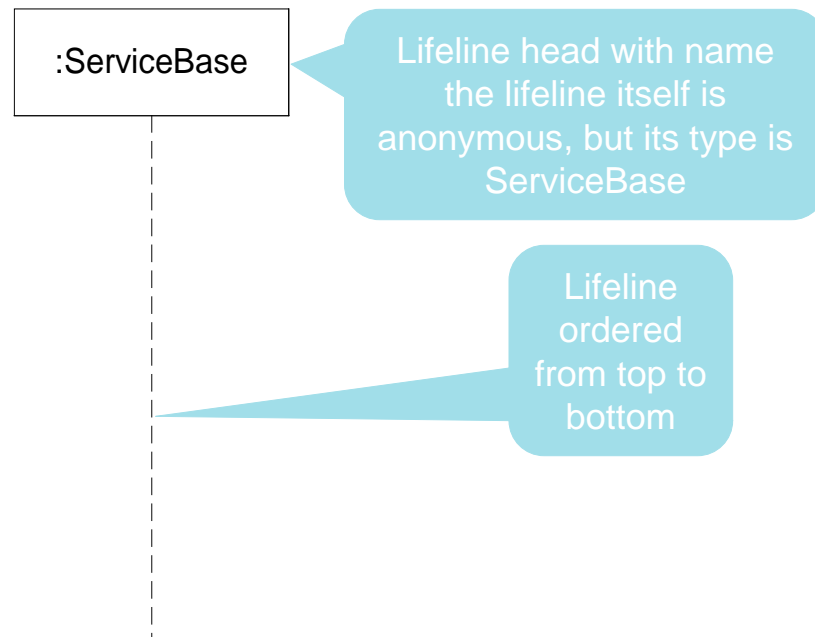 :ServiceBase
Lifeline head with name
the lifeline itself is
anonymous, but its type is
ServiceBase
Lifeline
ordered
from top to
bottom